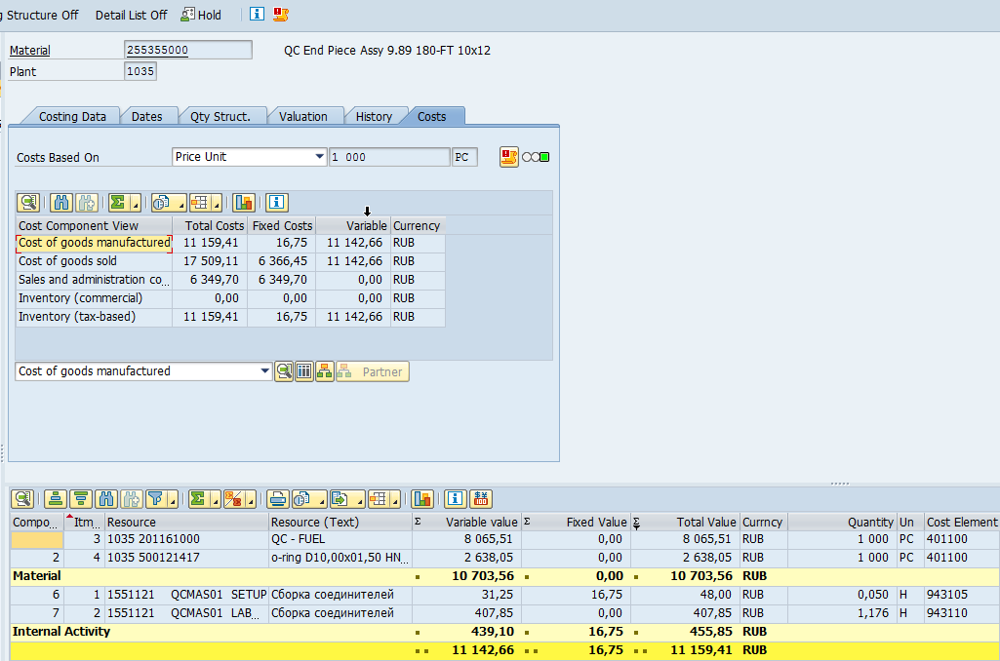 Structure Off Detail List Off Hold
Material 255355000 QC End Piece Assy 9.89 180-FT 10x12
Plant 1035
Costing Data Dates Qty Struct. Valuation History Costs
Costs Based On Price Unit 1 000 PC
Cost Component View Total Costs Fixed Costs Variable Currency
Cost of goods manufactured 11 159,41 16,75 11 142,66 RUB
Cost of goods sold 17 509,11 6 366,45 11 142,66 RUB
Sales and administration co... 6 349,70 6 349,70 0,00 RUB
Inventory (commercial) 0,00 0,00 0,00 RUB
Inventory (tax-based) 11 159,41 16,75 11 142,66 RUB
Cost of goods manufactured Partner
Compo... Itm... Resource Resource (Text) Σ Variable value Σ Fixed Value Σ Total Value Currncy Quantity Un Cost Element
3 1035 201161000 QC - FUEL 8 065,51 0,00 8 065,51 RUB 1 000 PC 401100
2 4 1035 500121417 o-ring D10,00x01,50 HN... 2 638,05 0,00 2 638,05 RUB 1 000 PC 401100
Material 10 703,56 0,00 10 703,56 RUB
6 1 1551121 QCMAS01 SETUP Сборка соединителей 31,25 16,75 48,00 RUB 0,050 H 943105
7 2 1551121 QCMAS01 LAB... Сборка соединителей 407,85 0,00 407,85 RUB 1,176 H 943110
Internal Activity 439,10 16,75 455,85 RUB
11 142,66 16,75 11 159,41 RUB